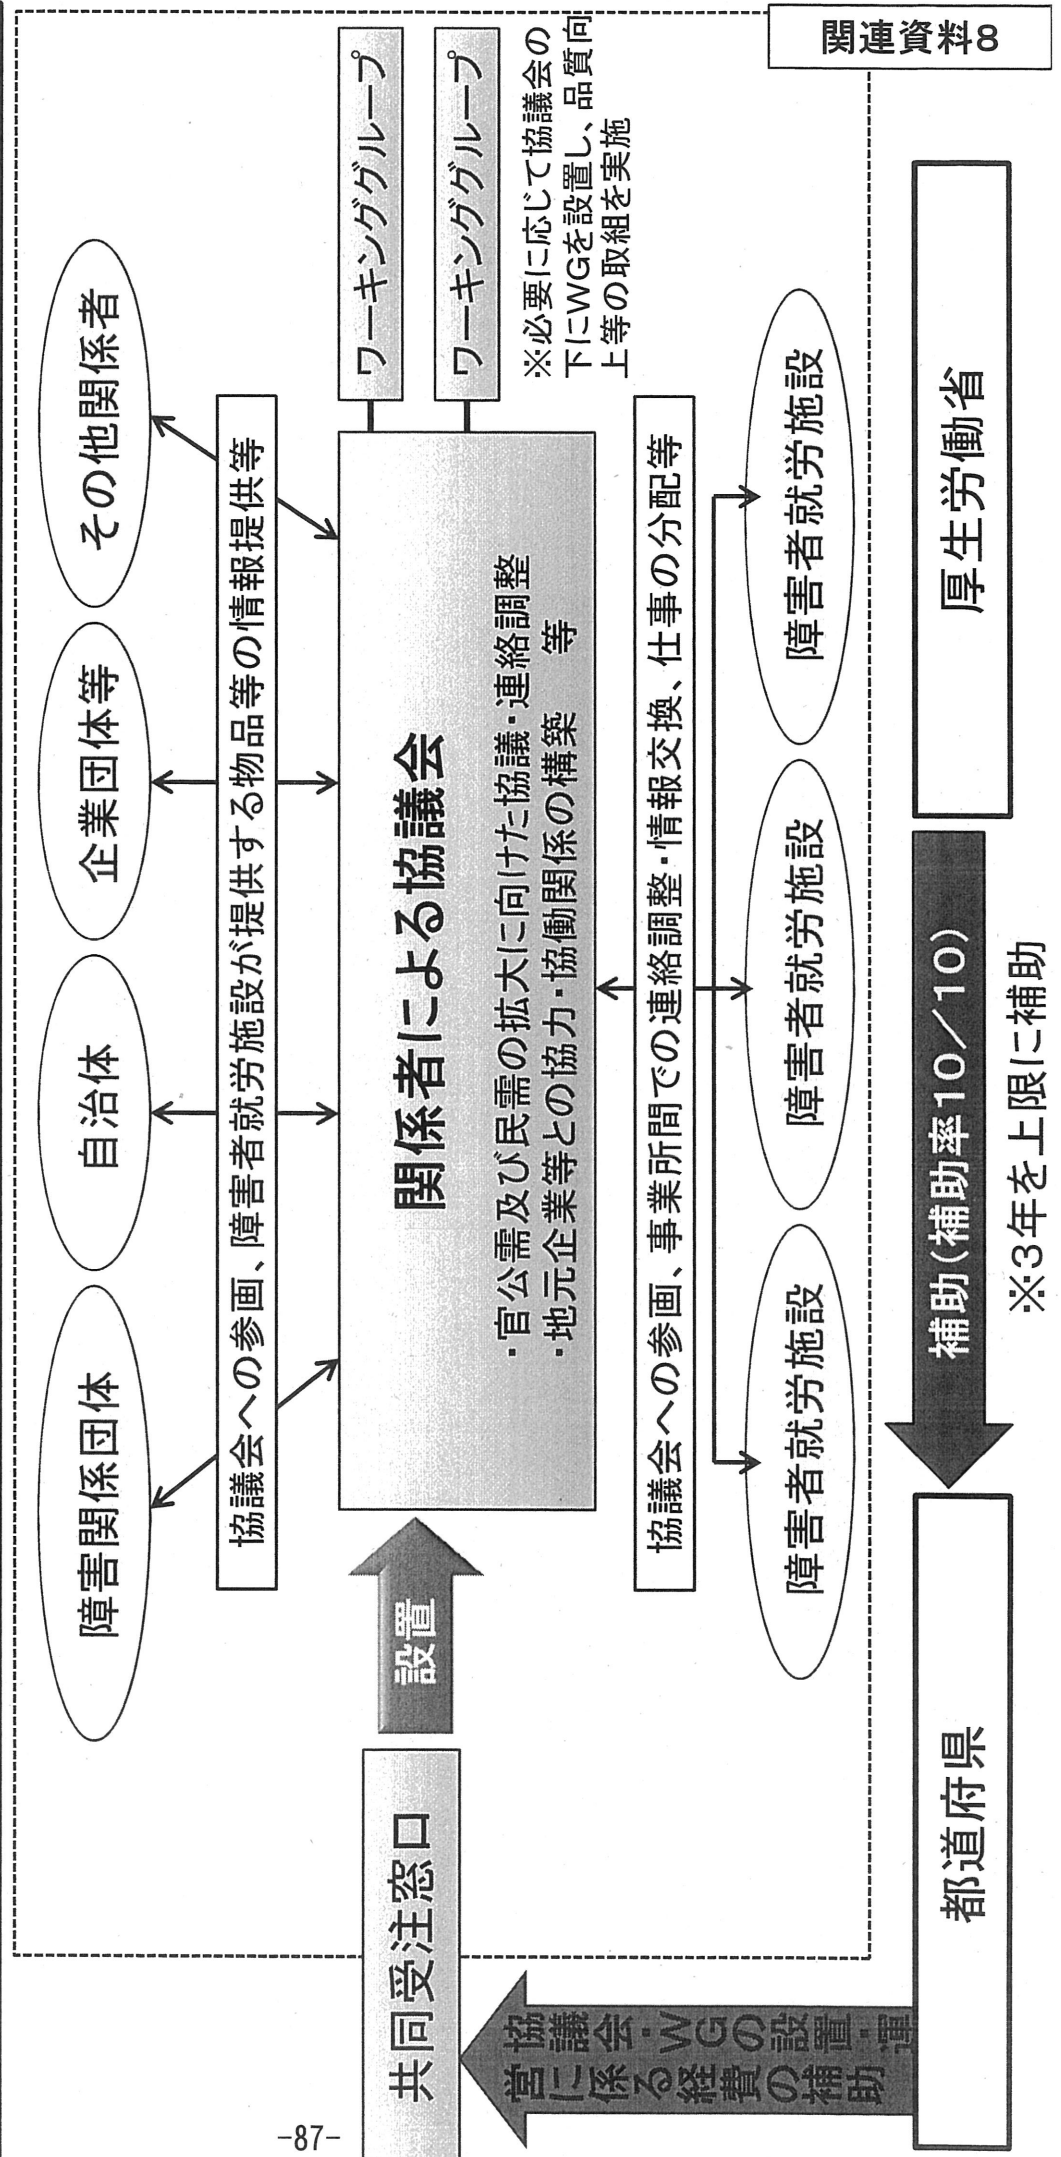 関連資料8
障害関係団体
自治体
企業団体等
その他関係者
協議会への参画、障害者就労施設が提供する物品等の情報提供等
共同受注窓口
設置
関係者による協議会
・官公需及び民需の拡大に向けた協議・連絡調整
・地元企業等との協力・協働関係の構築　等
ワーキンググループ
ワーキンググループ
※必要に応じて協議会の
下にWGを設置し、品質向
上等の取組を実施
協議会への参画、事業所間での連絡調整・情報交換、仕事の分配等
障害者就労施設
障害者就労施設
障害者就労施設
協議会・WGの設置・運
営に係る経費の補助
都道府県
補助（補助率10／10）
※3年を上限に補助
厚生労働省
-87-